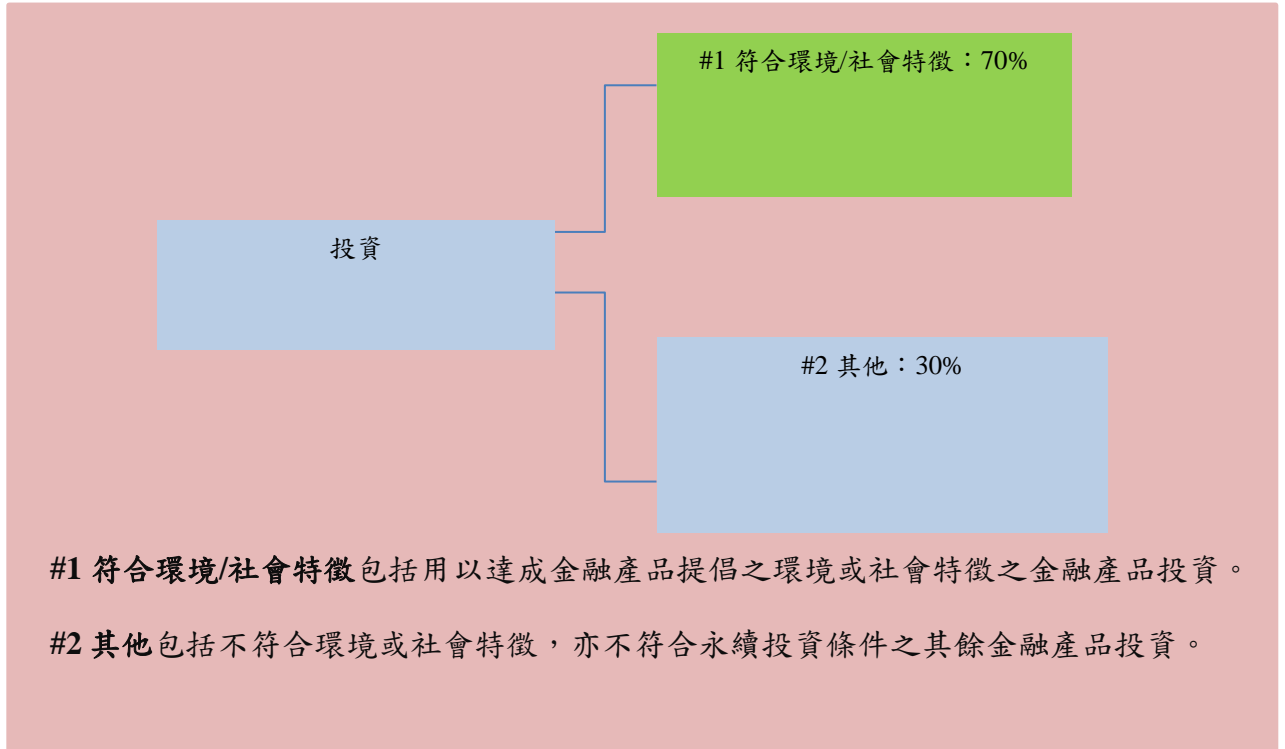 #1 符合環境/社會特徵：70%
投資
#2 其他：30%
#1 符合環境/社會特徵包括用以達成金融產品提倡之環境或社會特徵之金融產品投資。
#2 其他包括不符合環境或社會特徵，亦不符合永續投資條件之其餘金融產品投資。